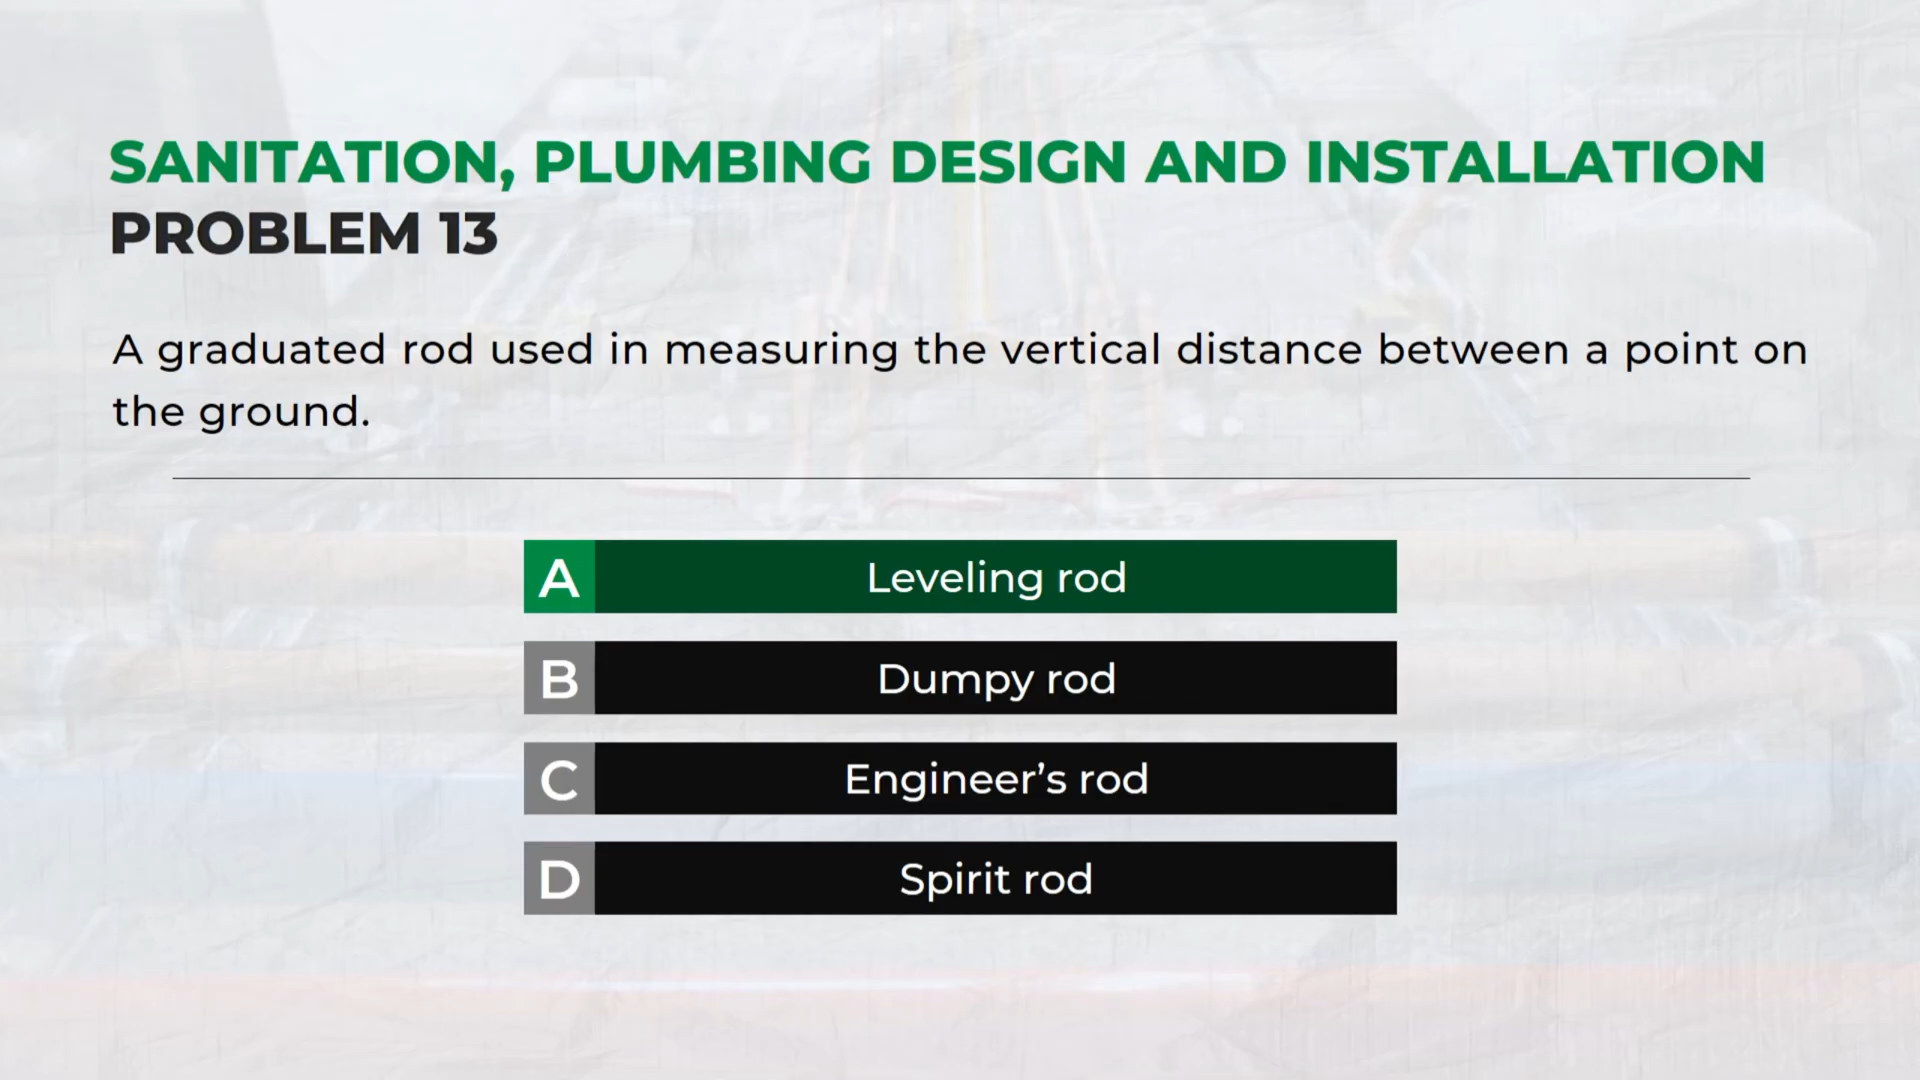 SANITATION, PLUMBING DESIGN AND INSTALLATION
PROBLEM 13
A graduated rod used in measuring the vertical distance between a point on
the ground.
A Leveling rod
B Dumpy rod
C Engineer’s rod
D Spirit rod